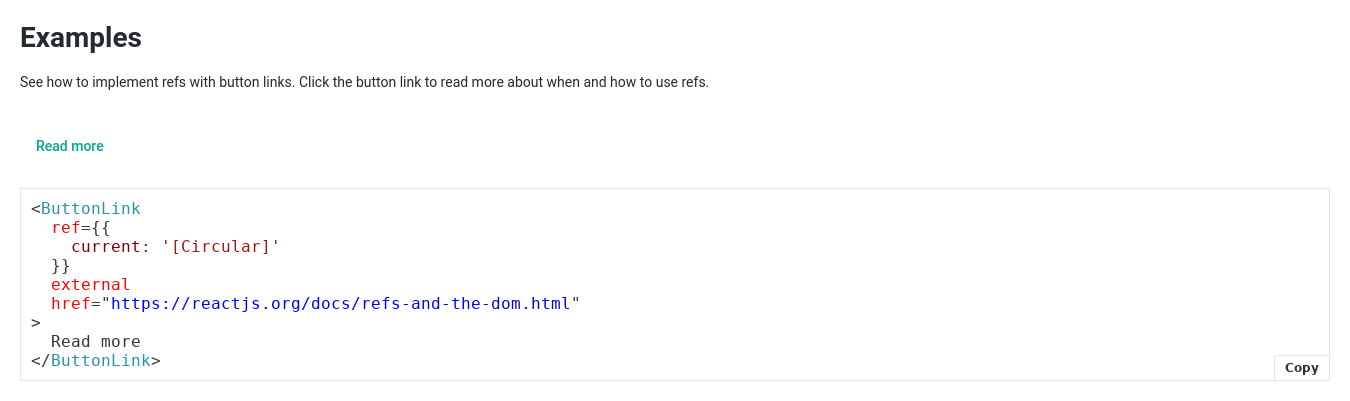 Examples
See how to implement refs with button links. Click the button link to read more about when and how to use refs.
Read more
<ButtonLink
  ref={{
    current: '[Circular]'
  }}
  external
  href="https://reactjs.org/docs/refs-and-the-dom.html"
>
  Read more
</ButtonLink>
Copy